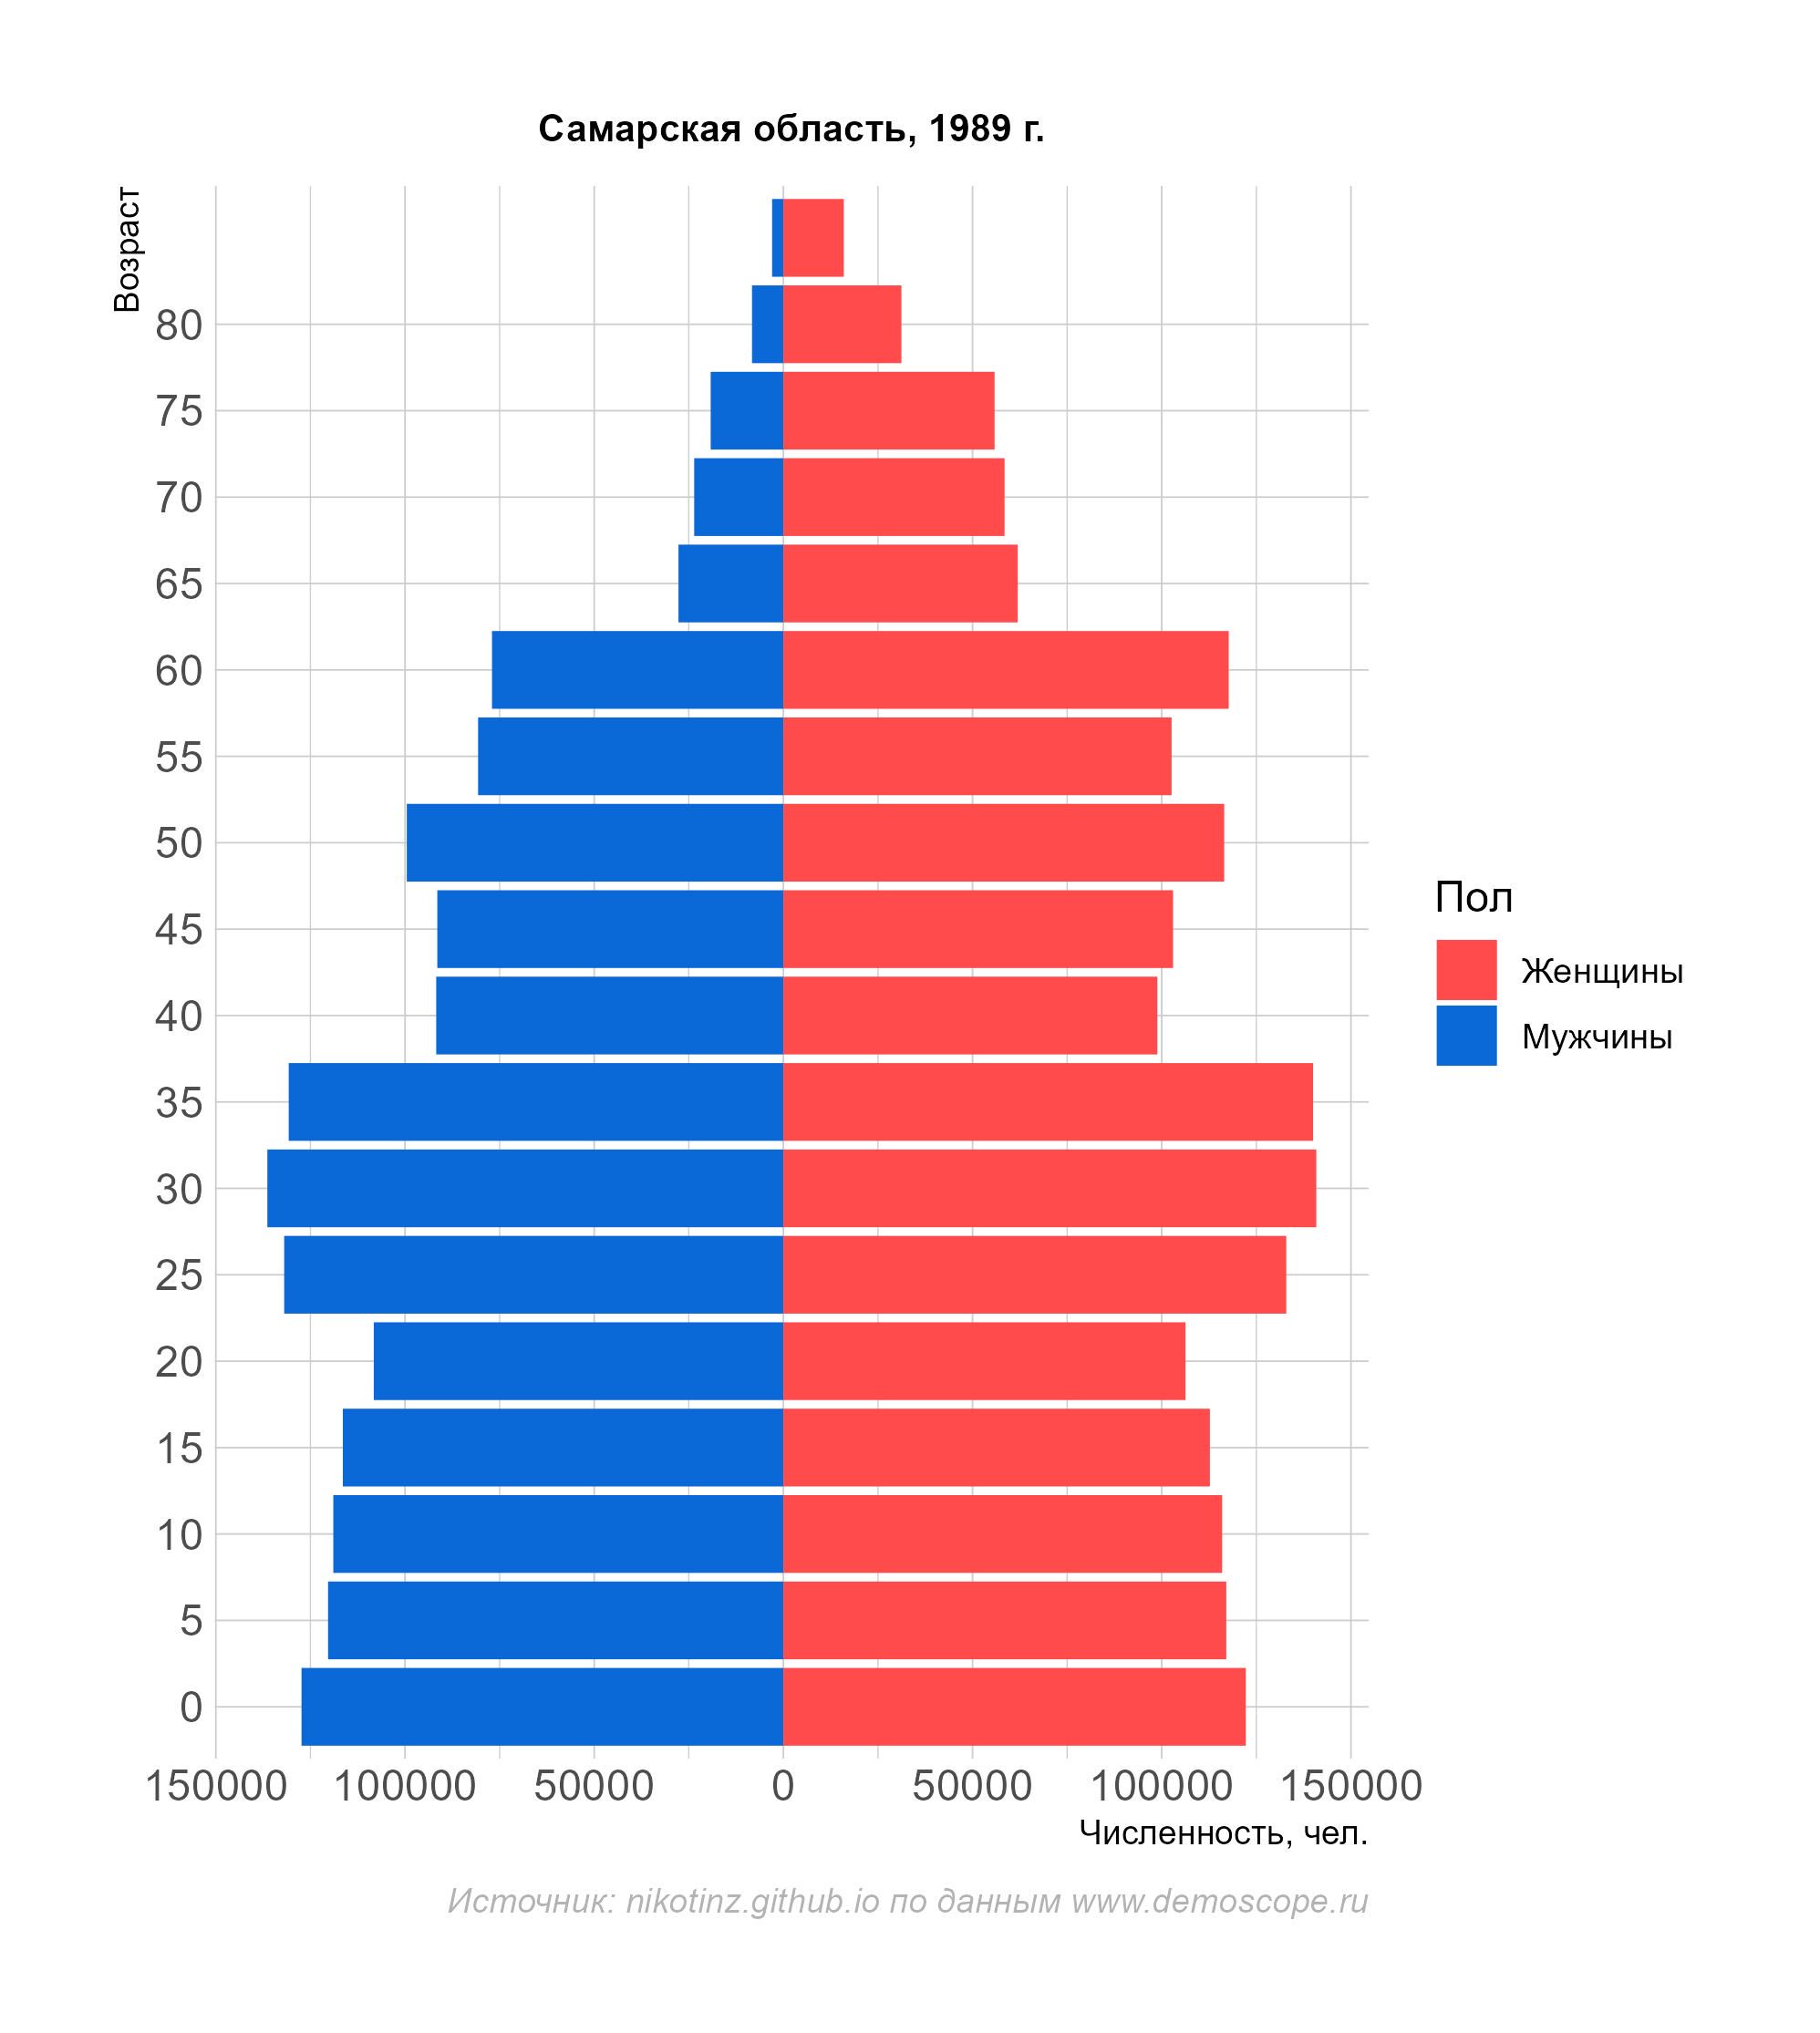 Самарская область, 1989 г.
Возраст
80
75
70
65
60
55
50
45
40
35
30
25
20
15
10
5
0
150000 100000 50000 0 50000 100000 150000
Численность, чел.
Пол
Женщины
Мужчины
Источник: nikotinz.github.io по данным www.demoscope.ru